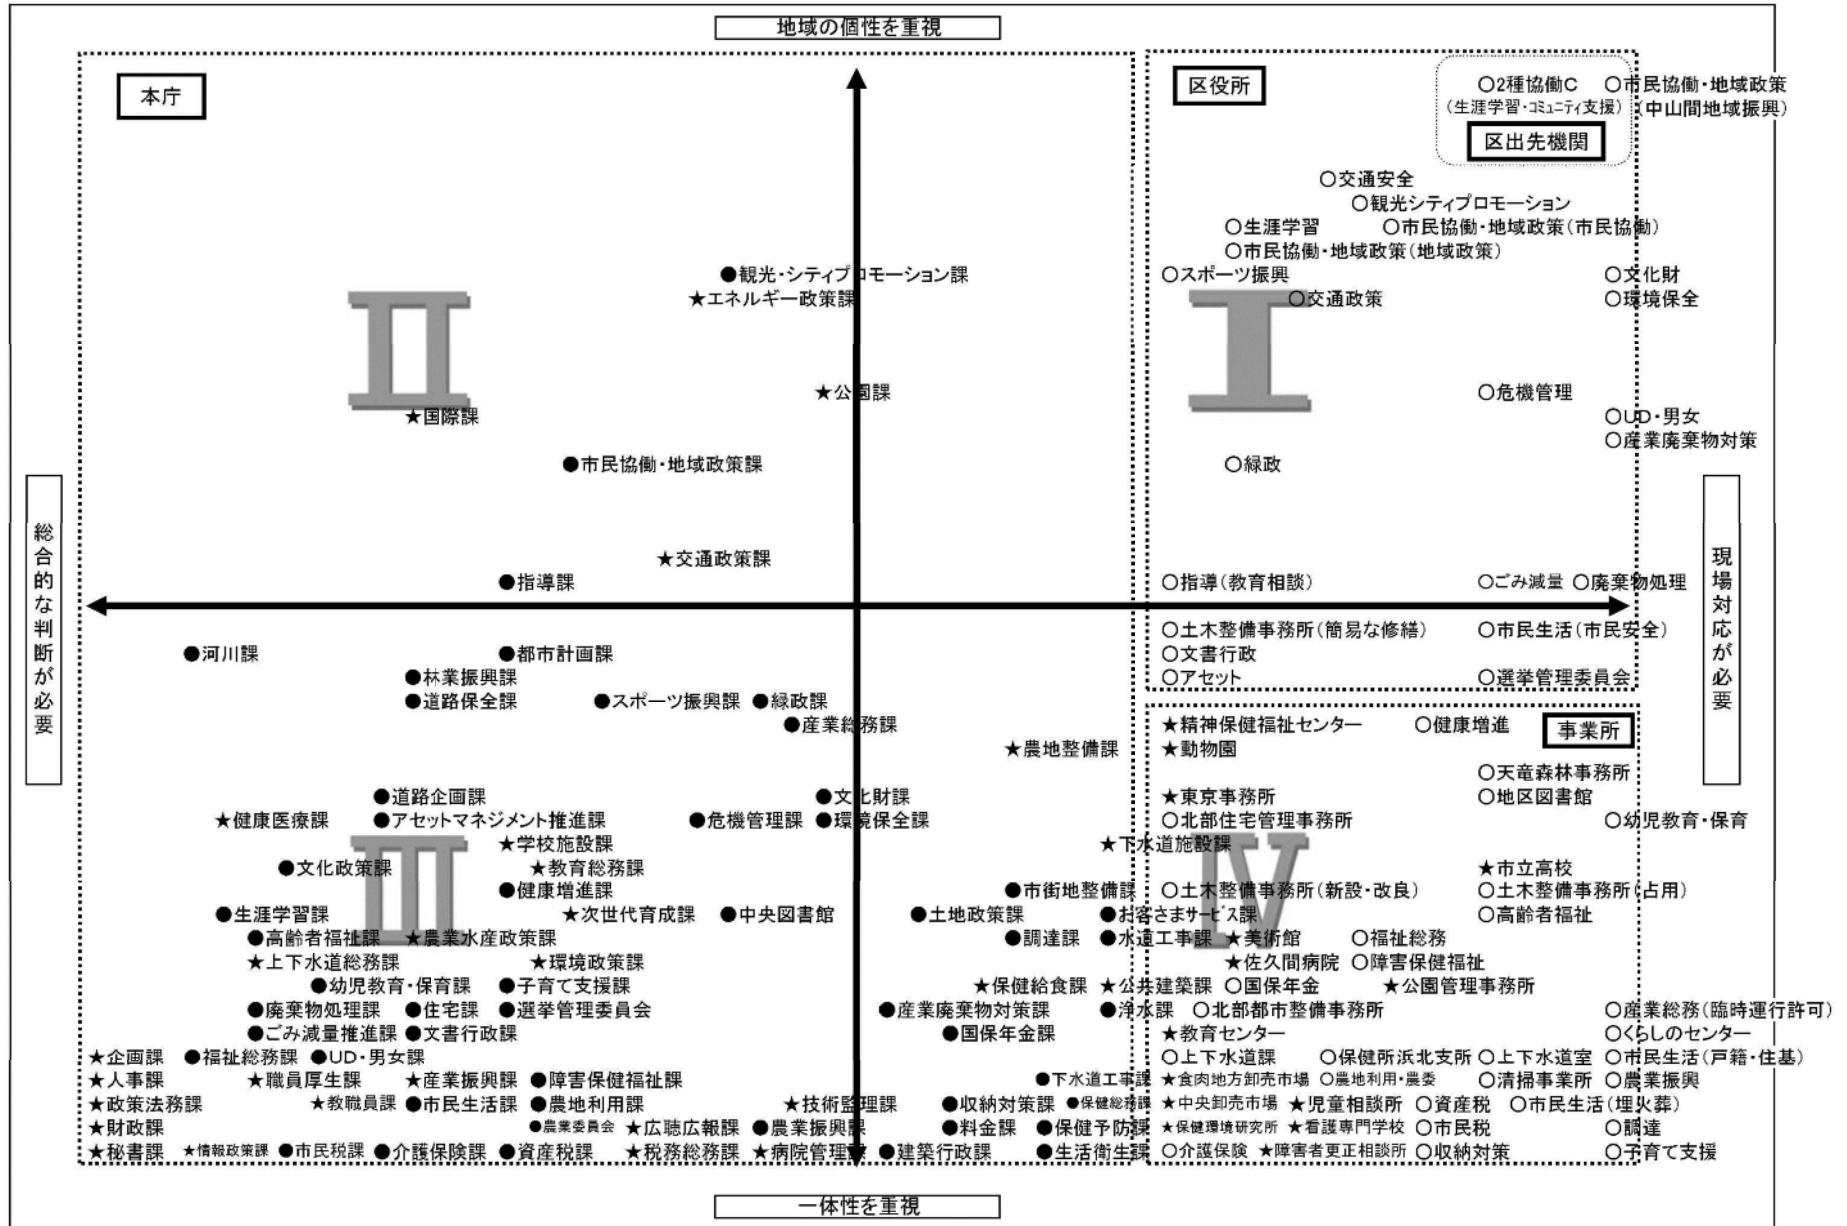 地域の個性を重視
本庁
区役所
○2種協働C ○市民協働・地域政策
(生涯学習・コミュニティ支援) (中山間地域振興)
区出先機関
○交通安全
○観光シティプロモーション
○生涯学習 ○市民協働・地域政策(市民協働)
○市民協働・地域政策(地域政策)
●観光・シティプロモーション課 ○スポーツ振興 ○文化財
★エネルギー政策課 ○交通政策 ○環境保全
II I
★公園課 ○危機管理
★国際課 ○UD・男女
○産業廃棄物対策
●市民協働・地域政策課 ○緑政
総合的な判断が必要
現場対応が必要
★交通政策課
●指導課 ○指導(教育相談) ○ごみ減量 ○廃棄物処理
○土木整備事務所(簡易な修繕) ○市民生活(市民安全)
●河川課 ●都市計画課 ○文書行政
●林業振興課 ○アセット ○選挙管理委員会
●道路保全課 ●スポーツ振興課 ●緑政課
●産業総務課 ★精神保健福祉センター ○健康増進 事業所
★農地整備課 ★動物園
○天竜森林事務所
●道路企画課 ●文化財課 ★東京事務所 ○地区図書館
★健康医療課 ●アセットマネジメント推進課 ●危機管理課 ●環境保全課 ○北部住宅管理事務所 ○幼児教育・保育
★学校施設課 ★下水道施設課
III IV
●文化政策課 ★教育総務課 ★市立高校
●健康増進課 ●市街地整備課 ○土木整備事務所(新設・改良) ○土木整備事務所(占用)
●生涯学習課 ★次世代育成課 ●中央図書館 ●土地政策課 ●お客さまサービス課 ○高齢者福祉
●高齢者福祉課 ★農業水産政策課 ●調達課 ●水道工事課 ★美術館 ○福祉総務
★上下水道総務課 ★環境政策課 ★佐久間病院 ○障害保健福祉
●幼児教育・保育課 ●子育て支援課 ★保健給食課 ★公共建築課 ○国保年金 ★公園管理事務所
●廃棄物処理課 ●住宅課 ●選挙管理委員会 ●産業廃棄物対策課 ●浄水課 ○北部都市整備事務所 ○産業総務(臨時運行許可)
●ごみ減量推進課 ●文書行政課 ●国保年金課 ★教育センター ○くらしのセンター
★企画課 ●福祉総務課 ●UD・男女課 ○上下水道課 ○保健所浜北支所 ○上下水道室 ○市民生活(戸籍・住基)
★人事課 ★職員厚生課 ★産業振興課 ●障害保健福祉課 ●下水道工事課 ★食肉地方卸売市場 ○農地利用・農委 ○清掃事業所 ○農業振興
★政策法務課 ★教職員課 ●市民生活課 ●農地利用課 ★技術監理課 ●収納対策課 ●保健総務課 ★中央卸売市場 ★児童相談所 ○資産税 ○市民生活(埋火葬)
★財政課 ●農業委員会 ★広聴広報課 ●農業振興課 ●料金課 ●保健予防課 ★保健環境研究所 ★看護専門学校 ○市民税 ○調達
★秘書課 ★情報政策課 ●市民税課 ●介護保険課 ●資産税課 ★税務総務課 ★病院管理課 ●建築行政課 ●生活衛生課 ○介護保険 ★障害者更正相談所 ○収納対策 ○子育て支援
一体性を重視